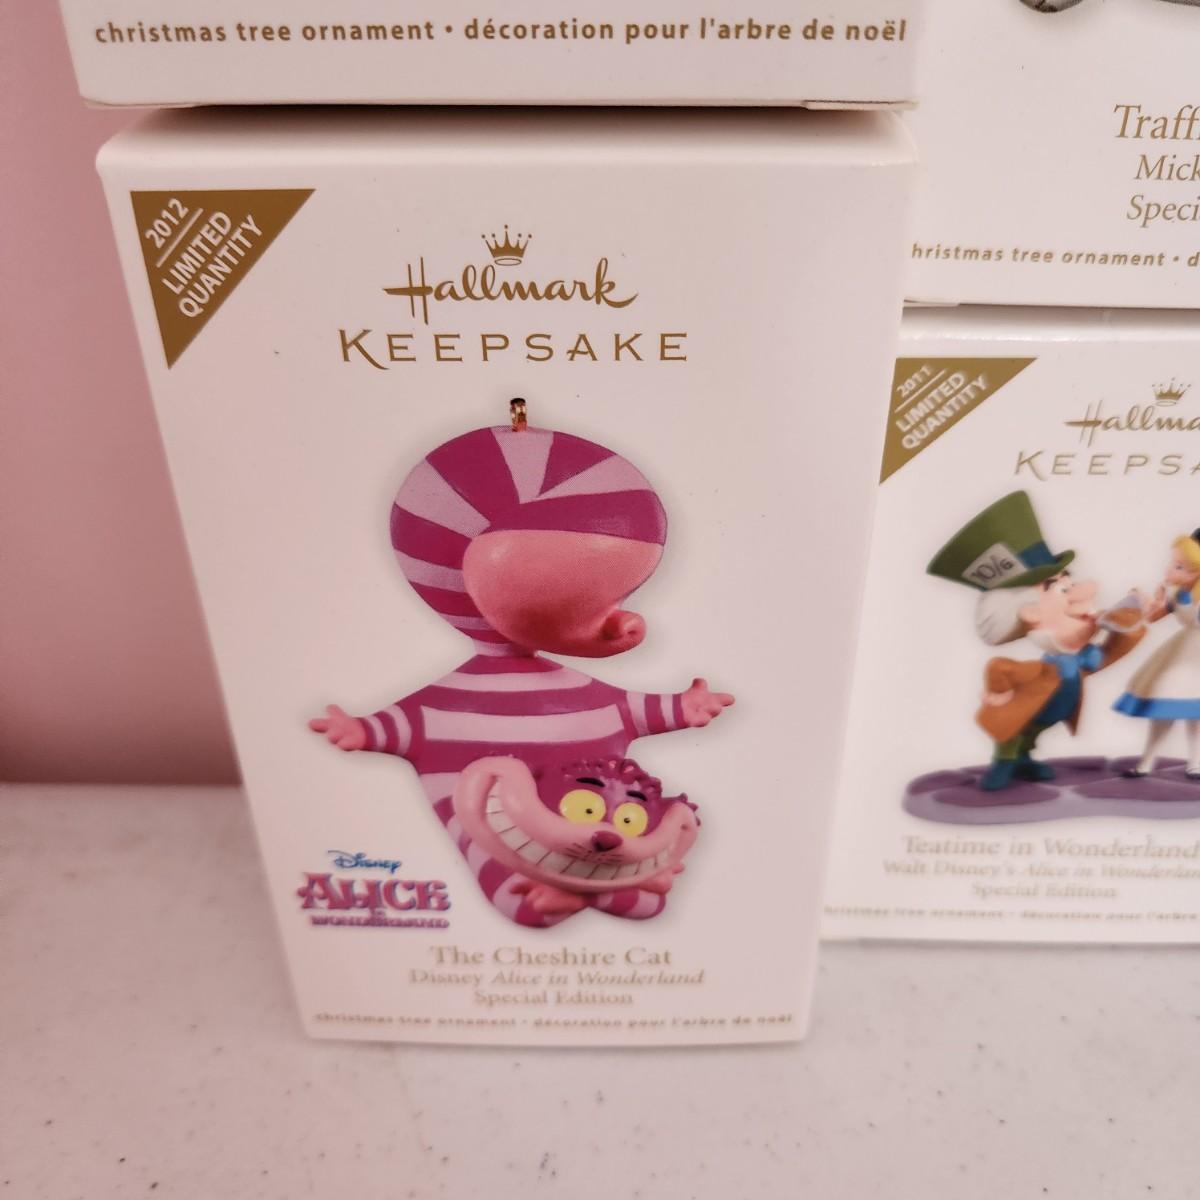 christmas tree ornament • décoration pour l'arbre de noël
2012
LIMITED
QUANTITY
Hallmark
KEEPSAKE
Disney
ALICE
IN
WONDERLAND
The Cheshire Cat
Disney Alice in Wonderland
Special Edition
christmas tree ornament • décoration pour l'arbre de noël
Traff
Mick
Speci
hristmas tree ornament • d
2011
LIMITED
QUANTITY
Hallma
KEEPSA
10/6
Teatime in Wonderland
Walt Disney's Alice in Wonderlan
Special Edition
christmas tree ornament • décoration pour l'arbre